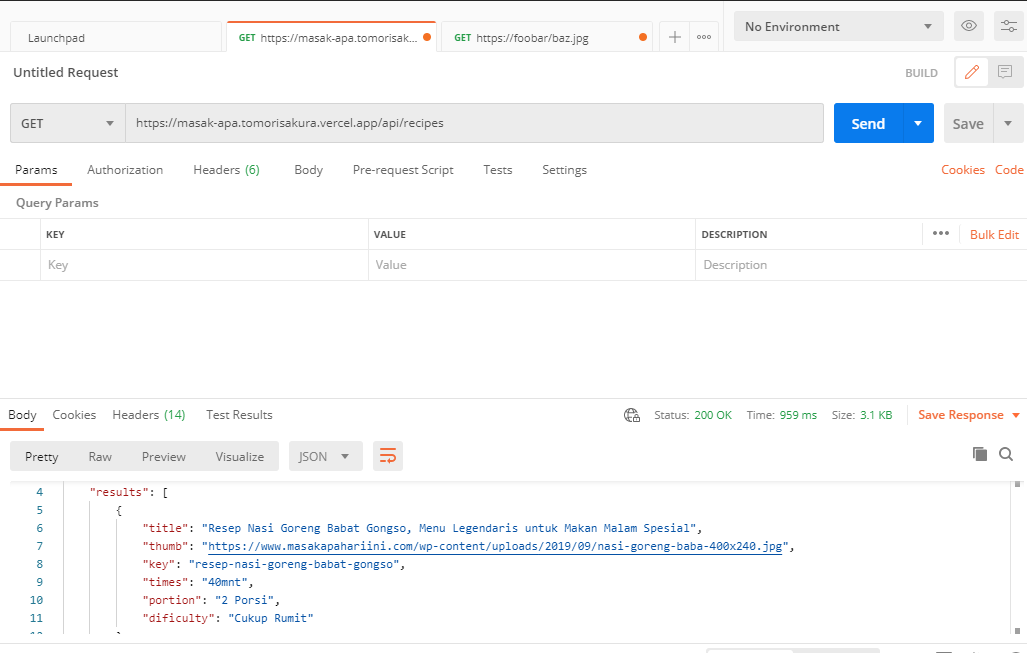 Launchpad
GET https://masak-apa.tomorisak...
GET https://foobar/baz.jpg
No Environment
Untitled Request
BUILD
GET
https://masak-apa.tomorisakura.vercel.app/api/recipes
Send
Save
Params Authorization Headers (6) Body Pre-request Script Tests Settings Cookies Code
Query Params
KEY VALUE DESCRIPTION ••• Bulk Edit
Key Value Description
Body Cookies Headers (14) Test Results Status: 200 OK Time: 959 ms Size: 3.1 KB Save Response
Pretty Raw Preview Visualize JSON
4 "results": [
5 {
6 "title": "Resep Nasi Goreng Babat Gongso, Menu Legendaris untuk Makan Malam Spesial",
7 "thumb": "https://www.masakapahariini.com/wp-content/uploads/2019/09/nasi-goreng-baba-400x240.jpg",
8 "key": "resep-nasi-goreng-babat-gongso",
9 "times": "40mnt",
10 "portion": "2 Porsi",
11 "dificulty": "Cukup Rumit"